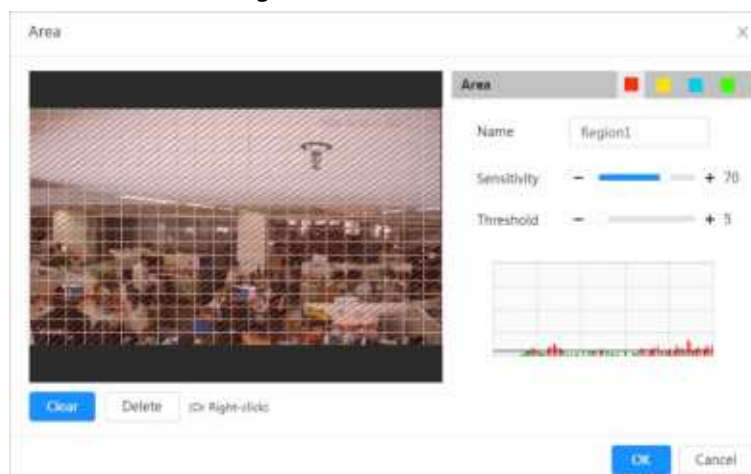 Area
Area
Name Region1
Sensitivity - + 70
Threshold - + 5
Clear Delete (Or Right-click)
OK Cancel